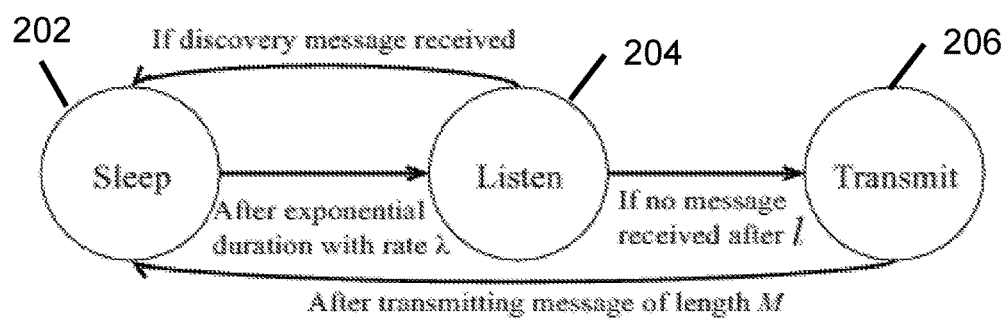 202
If discovery message received
204
206
Sleep
Listen
Transmit
After exponential
duration with rate λ
If no message
received after l
After transmitting message of length M